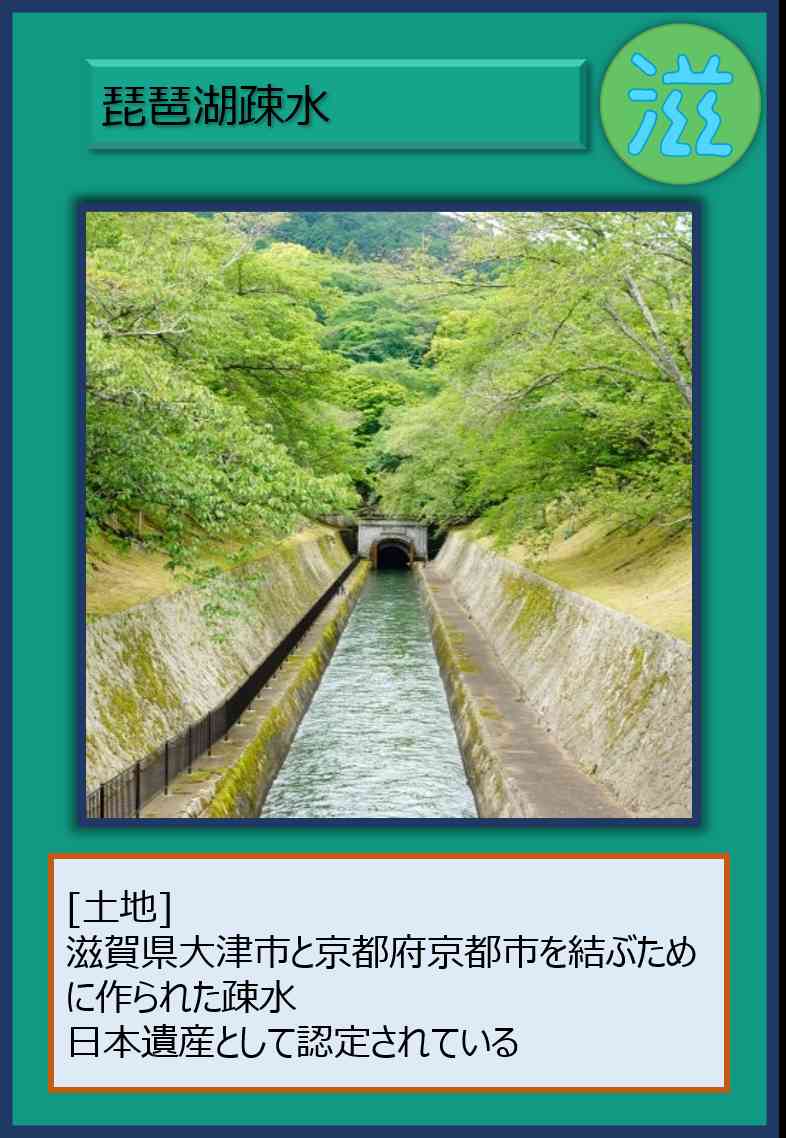 琵琶湖疎水
滋
[土地]
滋賀県大津市と京都府京都市を結ぶため
に作られた疎水
日本遺産として認定されている